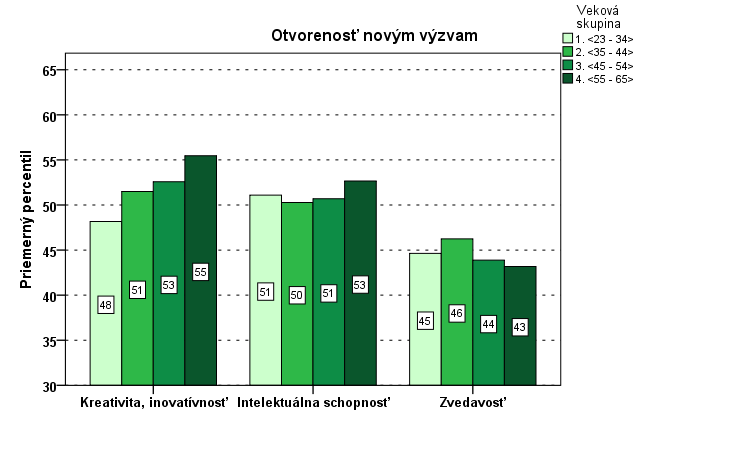 Veková
skupina
1. <23 - 34>
2. <35 - 44>
3. <45 - 54>
4. <55 - 65>
Otvorenosť novým výzvam
Priemerný percentil
65
60
55
50
45
40
35
30
48
51
53
55
51
50
51
53
45
46
44
43
Kreativita, inovatívnosť
Intelektuálna schopnosť
Zvedavosť